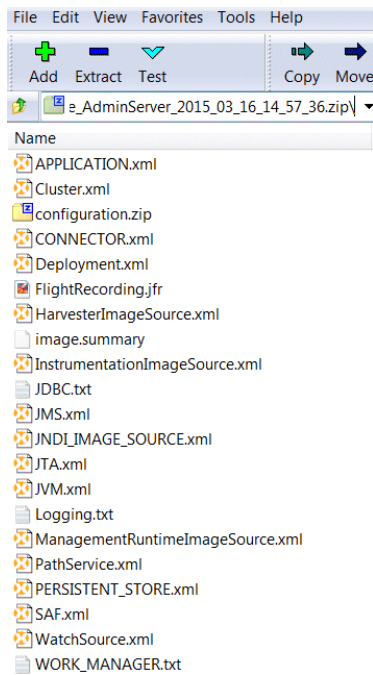 File Edit View Favorites Tools Help
Add Extract Test Copy Move
e_AdminServer_2015_03_16_14_57_36.zip\
Name
APPLICATION.xml
Cluster.xml
configuration.zip
CONNECTOR.xml
Deployment.xml
FlightRecording.jfr
HarvesterImageSource.xml
image.summary
InstrumentationImageSource.xml
JDBC.txt
JMS.xml
JNDI_IMAGE_SOURCE.xml
JTA.xml
JVM.xml
Logging.txt
ManagementRuntimeImageSource.xml
PathService.xml
PERSISTENT_STORE.xml
SAF.xml
WatchSource.xml
WORK_MANAGER.txt